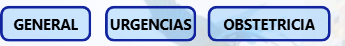 GENERAL URGENCIAS OBSTETRICIA